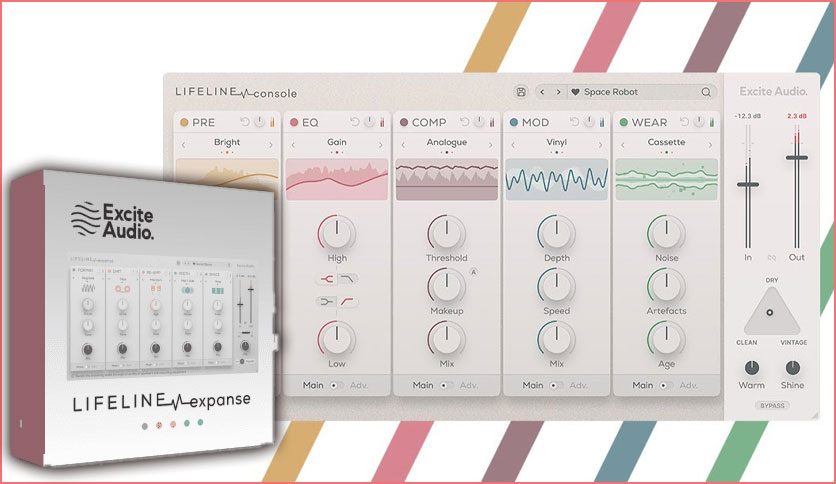 LIFELINE console
Space Robot
Excite Audio.
PRE
EQ
COMP
MOD
WEAR
Bright
Gain
Analogue
Vinyl
Cassette
-12.3 dB
2.3 dB
High
Threshold
Depth
Noise
In
EQ
Out
A
Makeup
Speed
Artefacts
DRY
CLEAN
VINTAGE
Low
Mix
Mix
Age
Warm
Shine
Main
Adv.
Main
Adv.
Main
Adv.
Main
Adv.
BYPASS
Excite
Audio.
LIFELINE expanse